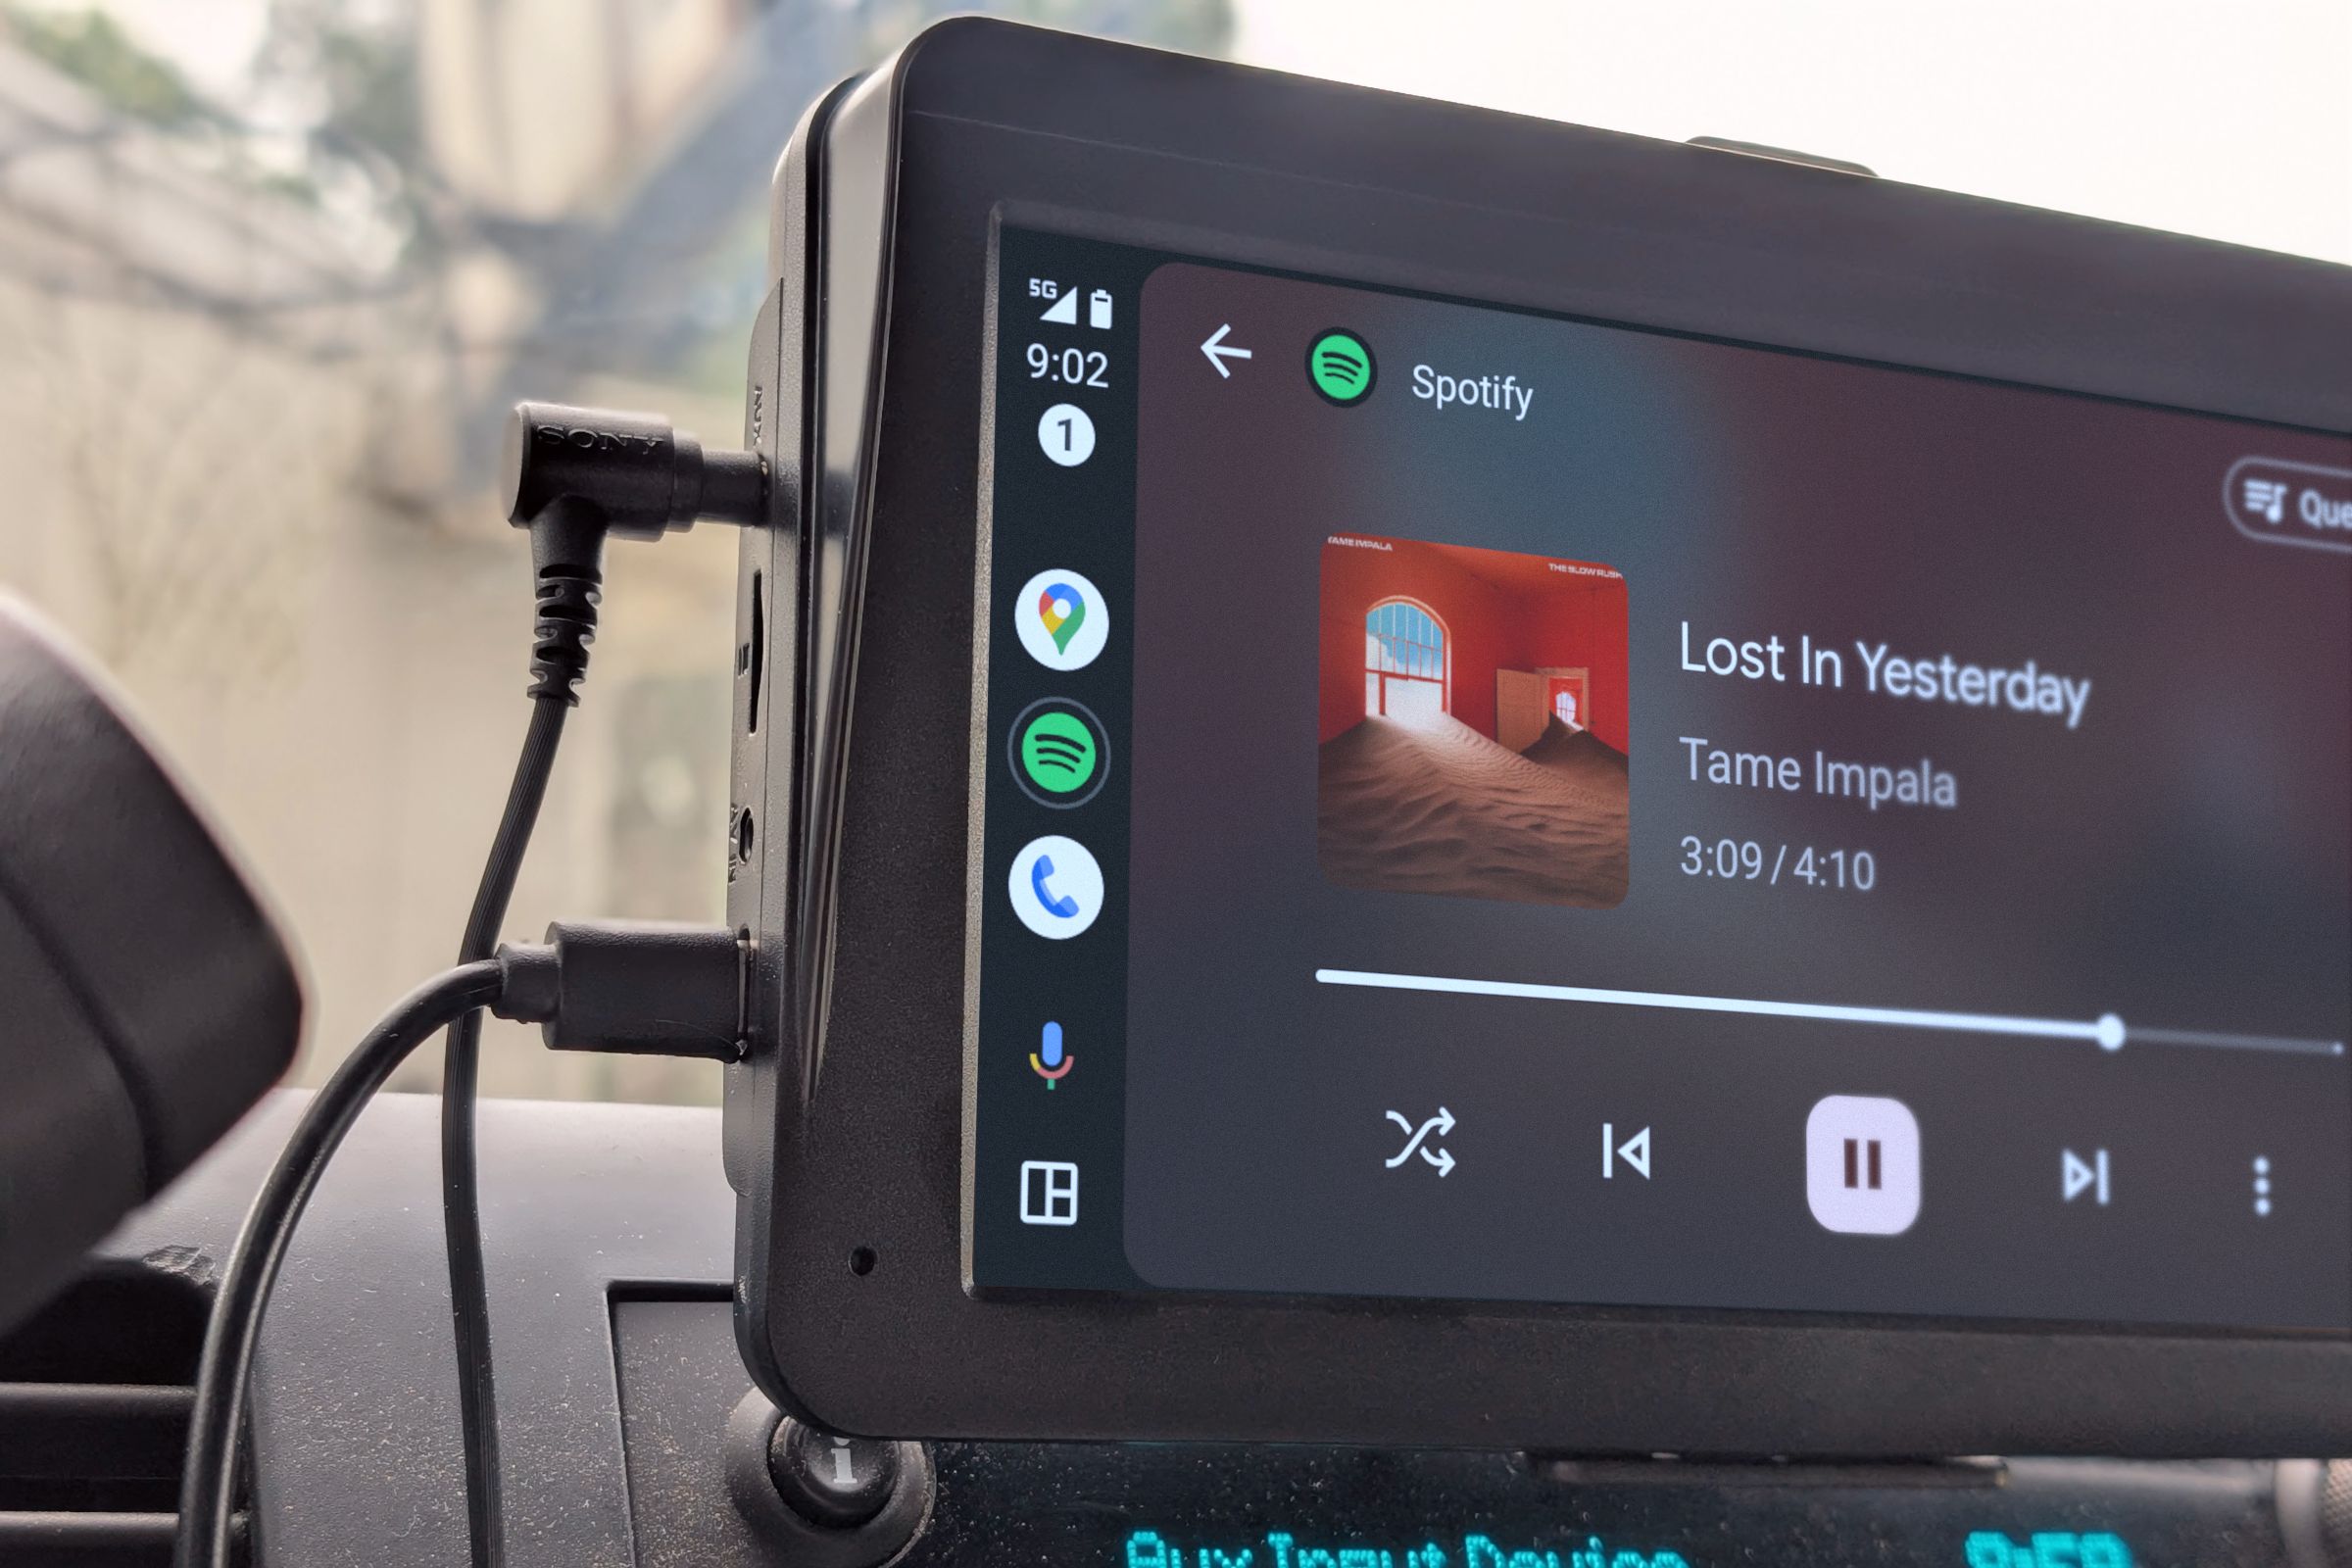 5G
9:02
1
Spotify
SONY
TAME IMPALA
THE SLOW RUSH
Lost In Yesterday
Tame Impala
3:09 / 4:10
i
Aux Input Device